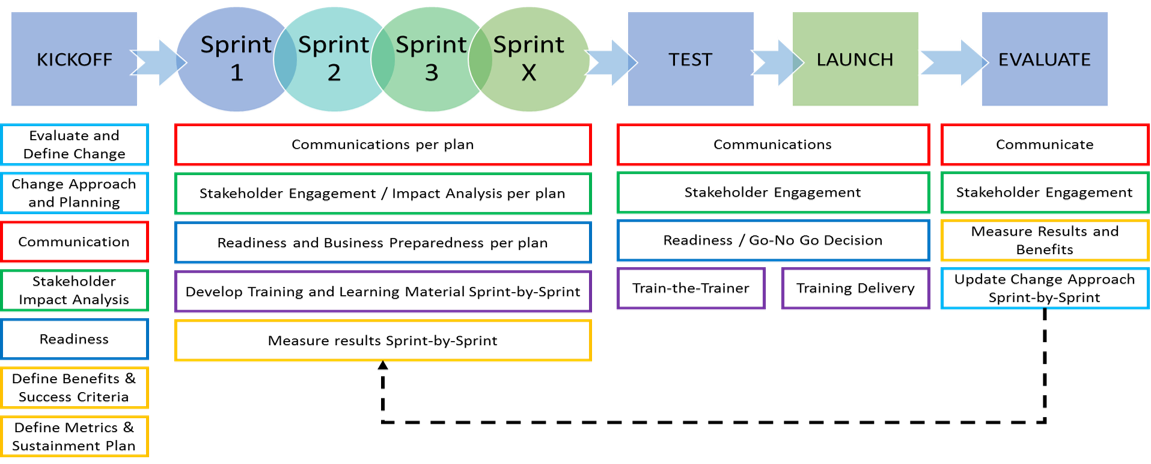 KICKOFF
Sprint
1
Sprint
2
Sprint
3
Sprint
X
TEST
LAUNCH
EVALUATE
Evaluate and
Define Change
Change Approach
and Planning
Communication
Stakeholder
Impact Analysis
Readiness
Define Benefits &
Success Criteria
Define Metrics &
Sustainment Plan
Communications per plan
Stakeholder Engagement / Impact Analysis per plan
Readiness and Business Preparedness per plan
Develop Training and Learning Material Sprint-by-Sprint
Measure results Sprint-by-Sprint
Communications
Stakeholder Engagement
Readiness / Go-No Go Decision
Train-the-Trainer
Training Delivery
Communicate
Stakeholder Engagement
Measure Results and
Benefits
Update Change Approach
Sprint-by-Sprint